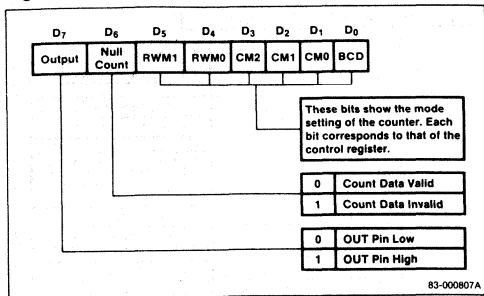 D7 D6 D5 D4 D3 D2 D1 D0
Output Null Count RWM1 RWM0 CM2 CM1 CM0 BCD
These bits show the mode
setting of the counter. Each
bit corresponds to that of the
control register.
0 Count Data Valid
1 Count Data Invalid
0 OUT Pin Low
1 OUT Pin High
83-000807A